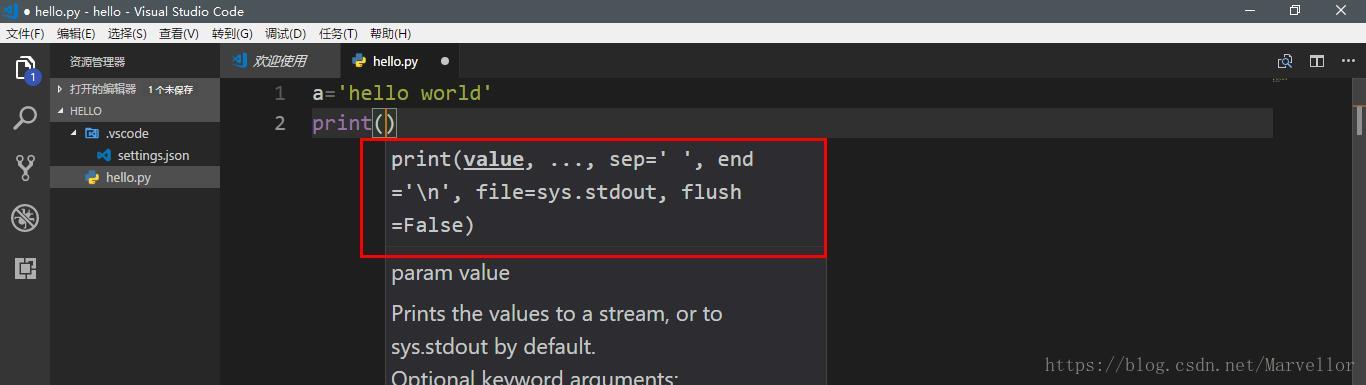 ● hello.py - hello - Visual Studio Code
文件(F) 编辑(E) 选择(S) 查看(V) 转到(G) 调试(D) 任务(T) 帮助(H)
资源管理器
欢迎使用 hello.py ●
打开的编辑器 1 个未保存
HELLO
.vscode
settings.json
hello.py
1
1 a='hello world'
2 print()
print(value, ..., sep=' ', end
='\n', file=sys.stdout, flush
=False)
param value
Prints the values to a stream, or to
sys.stdout by default.
Optional keyword arguments:
https://blog.csdn.net/Marvellor